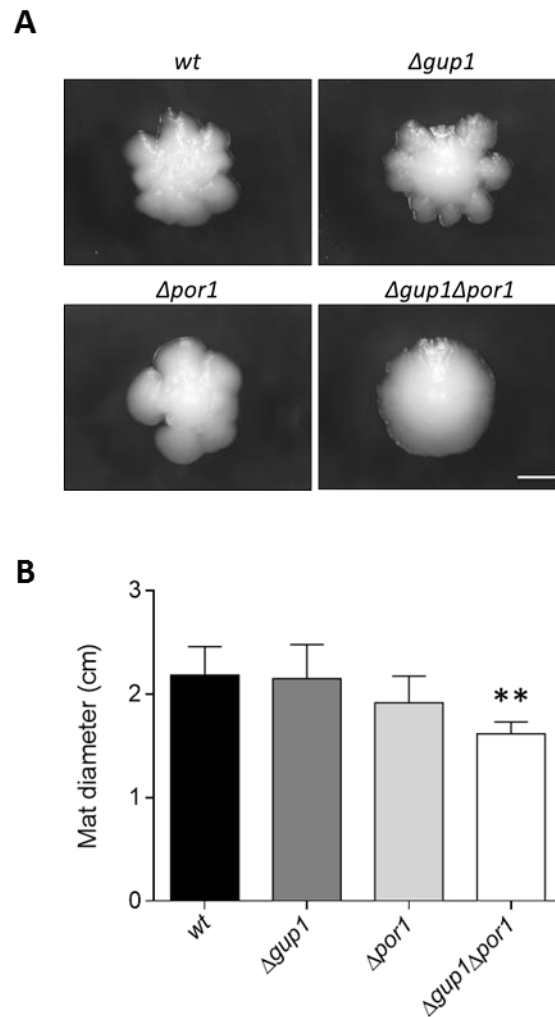 A
wt
Δgup1
Δpor1
Δgup1Δpor1
B
Mat diameter (cm)
3
2
1
0
**
wt
Δgup1
Δpor1
Δgup1Δpor1